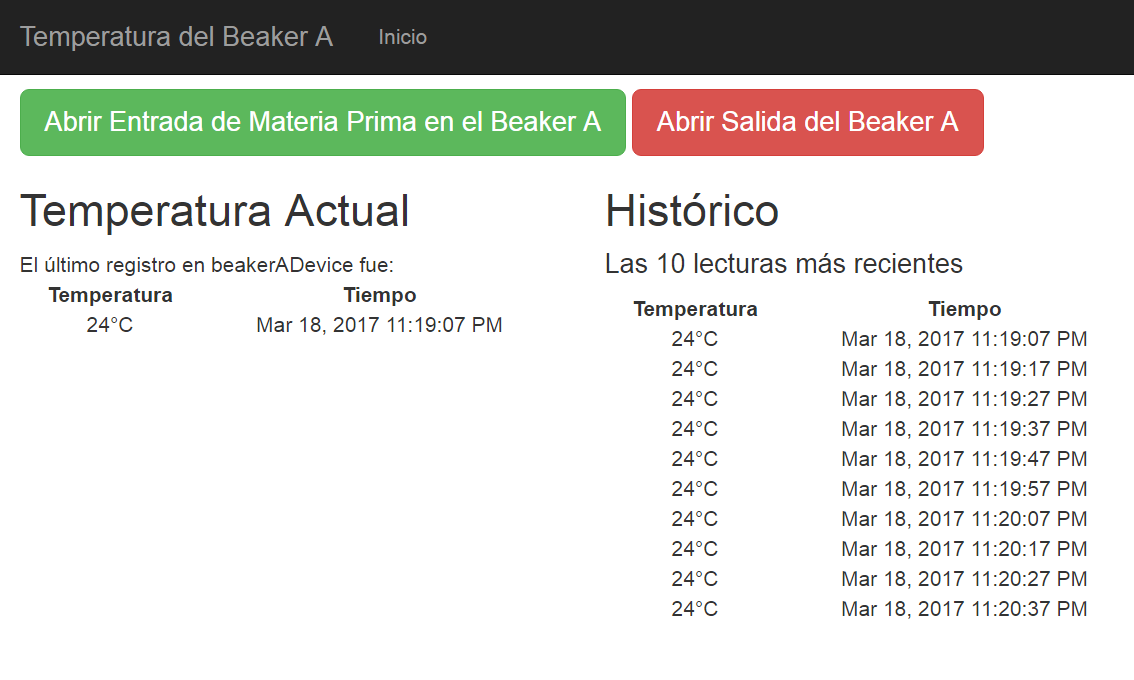 Temperatura del Beaker A Inicio
Abrir Entrada de Materia Prima en el Beaker A Abrir Salida del Beaker A
Temperatura Actual
El último registro en beakerADevice fue:
Temperatura Tiempo
24°C Mar 18, 2017 11:19:07 PM
Histórico
Las 10 lecturas más recientes
Temperatura Tiempo
24°C Mar 18, 2017 11:19:07 PM
24°C Mar 18, 2017 11:19:17 PM
24°C Mar 18, 2017 11:19:27 PM
24°C Mar 18, 2017 11:19:37 PM
24°C Mar 18, 2017 11:19:47 PM
24°C Mar 18, 2017 11:19:57 PM
24°C Mar 18, 2017 11:20:07 PM
24°C Mar 18, 2017 11:20:17 PM
24°C Mar 18, 2017 11:20:27 PM
24°C Mar 18, 2017 11:20:37 PM